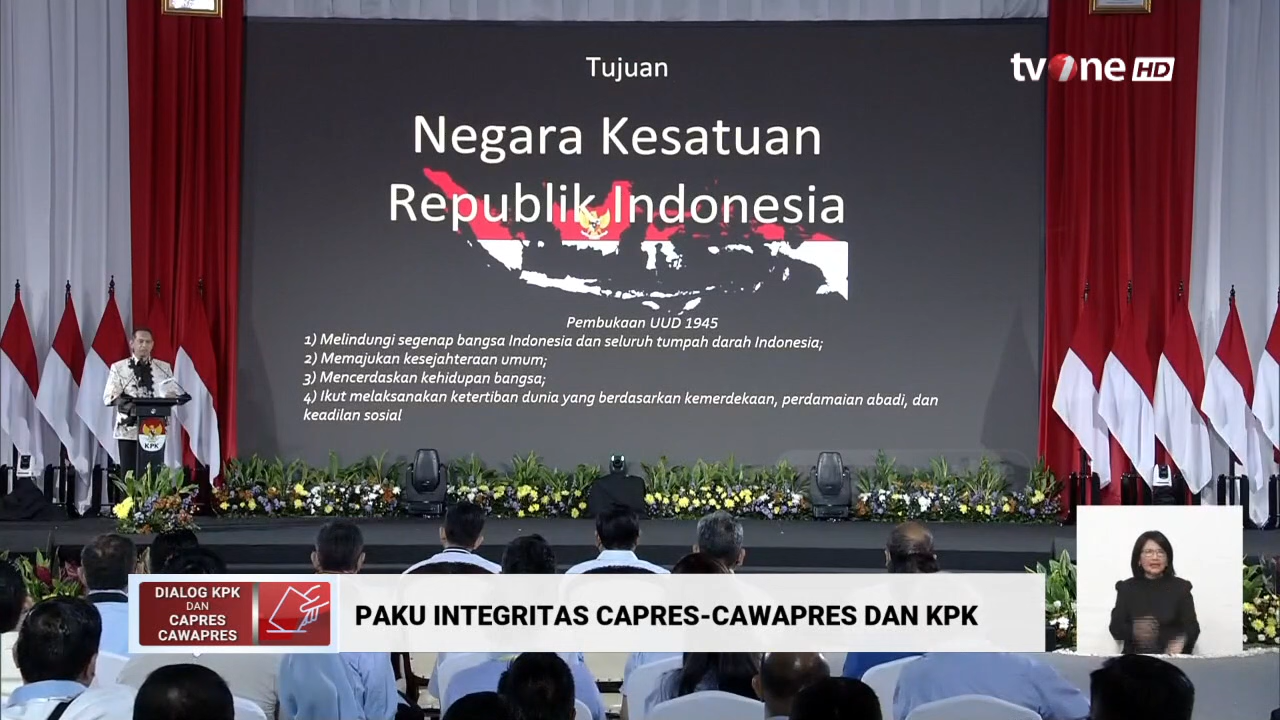 tvOne HD
Tujuan
Negara Kesatuan
Republik Indonesia
Pembukaan UUD 1945
1) Melindungi segenap bangsa Indonesia dan seluruh tumpah darah Indonesia;
2) Memajukan kesejahteraan umum;
3) Mencerdaskan kehidupan bangsa;
4) Ikut melaksanakan ketertiban dunia yang berdasarkan kemerdekaan, perdamaian abadi, dan
keadilan sosial
KPK
DIALOG KPK
DAN
CAPRES
CAWAPRES
PAKU INTEGRITAS CAPRES-CAWAPRES DAN KPK